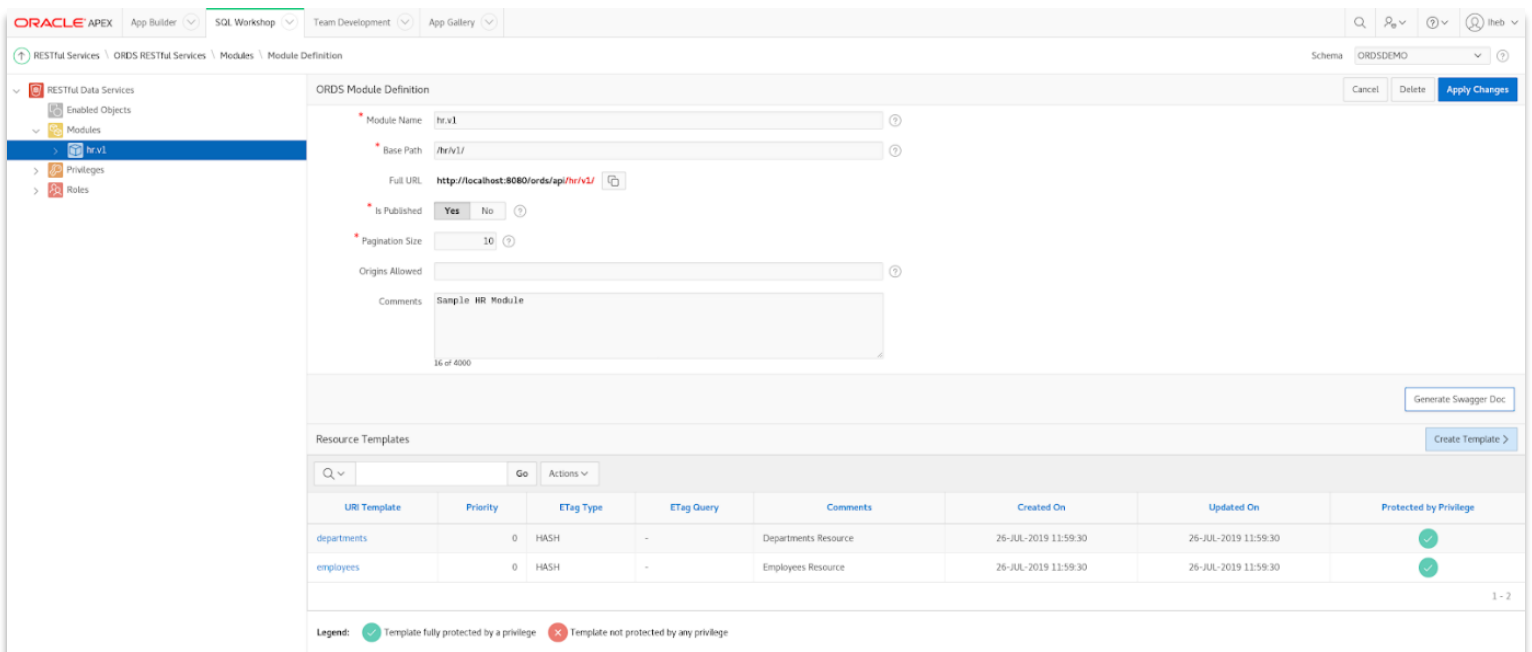 ORACLE APEX App Builder SQL Workshop Team Development App Gallery lheb
RESTful Services \ ORDS RESTful Services \ Modules \ Module Definition Schema ORDSDEMO
RESTful Data Services
Enabled Objects
Modules
hr.v1
Privileges
Roles
ORDS Module Definition Cancel Delete Apply Changes
* Module Name hr.v1
* Base Path /hr/v1/
Full URL http://localhost:8080/ords/api/hr/v1/
* Is Published Yes No
* Pagination Size 10
Origins Allowed
Comments Sample HR Module
16 of 4000
Generate Swagger Doc
Resource Templates Create Template >
Go Actions
URI Template Priority ETag Type ETag Query Comments Created On Updated On Protected by Privilege
departments 0 HASH - Departments Resource 26-JUL-2019 11:59:30 26-JUL-2019 11:59:30
employees 0 HASH - Employees Resource 26-JUL-2019 11:59:30 26-JUL-2019 11:59:30
1 - 2
Legend: Template fully protected by a privilege Template not protected by any privilege